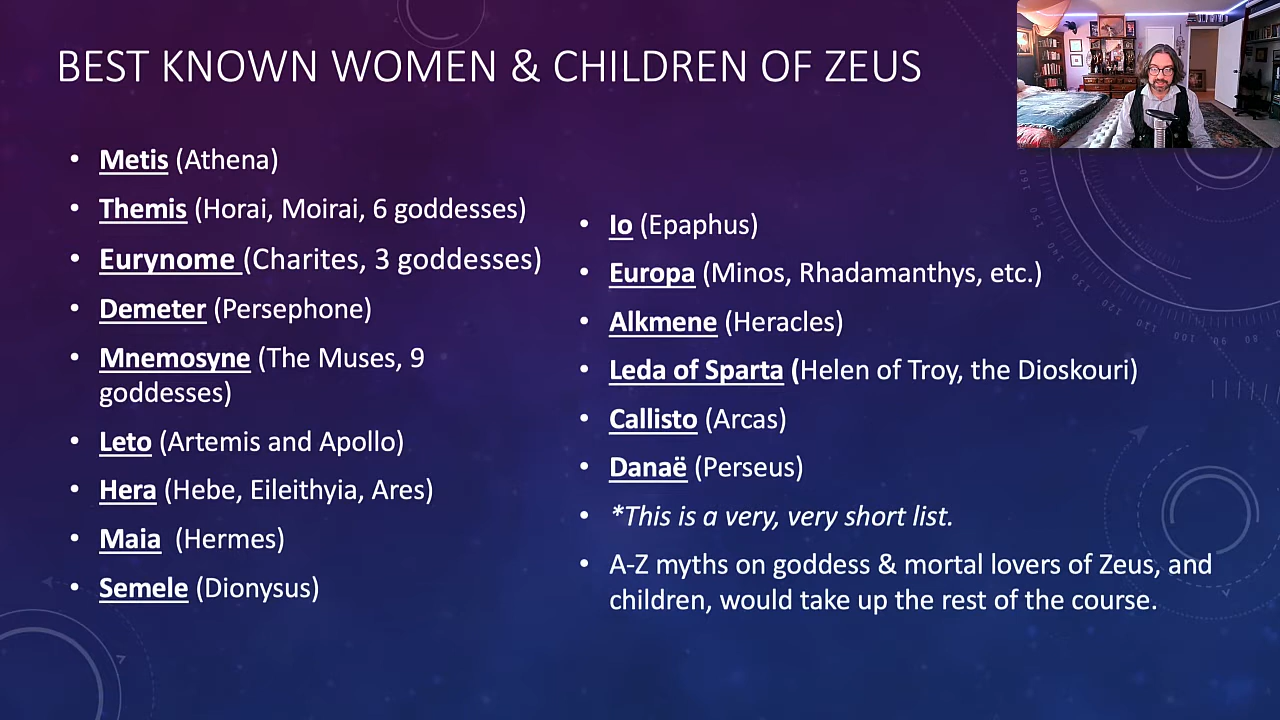 BEST KNOWN WOMEN & CHILDREN OF ZEUS
• Metis (Athena)
• Themis (Horai, Moirai, 6 goddesses)
• Eurynome (Charites, 3 goddesses)
• Demeter (Persephone)
• Mnemosyne (The Muses, 9
goddesses)
• Leto (Artemis and Apollo)
• Hera (Hebe, Eileithyia, Ares)
• Maia (Hermes)
• Semele (Dionysus)
• Io (Epaphus)
• Europa (Minos, Rhadamanthys, etc.)
• Alkmene (Heracles)
• Leda of Sparta (Helen of Troy, the Dioskouri)
• Callisto (Arcas)
• Danaë (Perseus)
• *This is a very, very short list.
• A-Z myths on goddess & mortal lovers of Zeus, and
children, would take up the rest of the course.